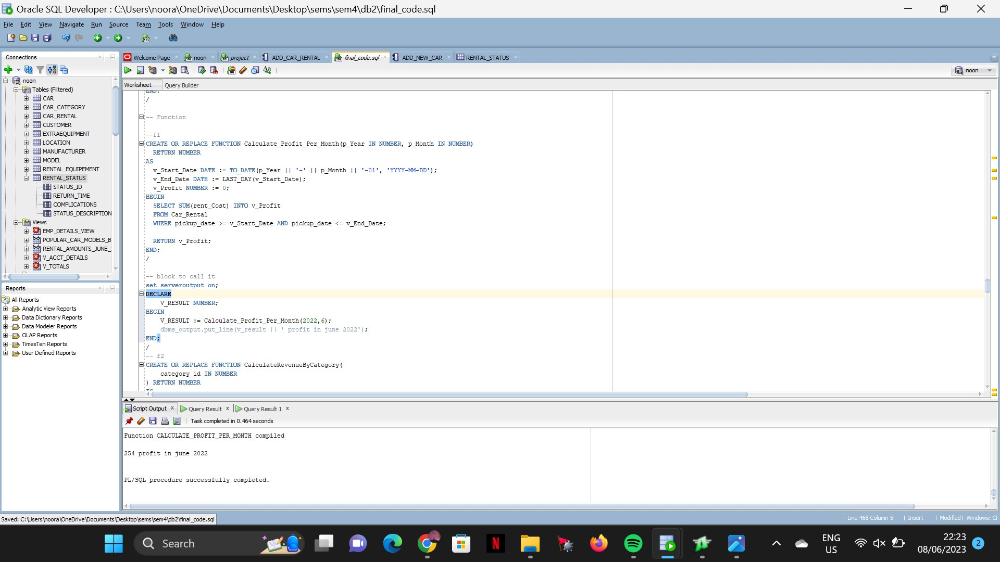 Oracle SQL Developer : C:\Users\noora\OneDrive\Documents\Desktop\sems\sem4\db2\final_code.sql
File Edit View Navigate Run Source Team Tools Window Help
Connections
noon
Tables (Filtered)
CAR
CAR_CATEGORY
CAR_RENTAL
CUSTOMER
EXTRAEQUIPMENT
LOCATION
MANUFACTURER
MODEL
RENTAL_EQUIPEMENT
RENTAL_STATUS
STATUS_ID
RETURN_TIME
COMPLICATIONS
STATUS_DESCRIPTION
Views
EMP_DETAILS_VIEW
POPULAR_CAR_MODELS_B
RENTAL_AMOUNTS_JUNE_
V_ACCT_DETAILS
V_TOTALS
Reports
All Reports
Analytic View Reports
Data Dictionary Reports
Data Modeler Reports
OLAP Reports
TimesTen Reports
User Defined Reports
Welcome Page noon project ADD_CAR_RENTAL final_code.sql ADD_NEW_CAR RENTAL_STATUS
noon
Worksheet Query Builder
END;
/
-- Function
--f1
CREATE OR REPLACE FUNCTION Calculate_Profit_Per_Month(p_Year IN NUMBER, p_Month IN NUMBER)
RETURN NUMBER
AS
v_Start_Date DATE := TO_DATE(p_Year || '-' || p_Month || '-01', 'YYYY-MM-DD');
v_End_Date DATE := LAST_DAY(v_Start_Date);
v_Profit NUMBER := 0;
BEGIN
SELECT SUM(rent_Cost) INTO v_Profit
FROM Car_Rental
WHERE pickup_date >= v_Start_Date AND pickup_date <= v_End_Date;
RETURN v_Profit;
END;
/
-- block to call it
set serveroutput on;
DECLARE
V_RESULT NUMBER;
BEGIN
V_RESULT := Calculate_Profit_Per_Month(2022,6);
dbms_output.put_line(v_result || ' profit in june 2022');
END;
/
-- f2
CREATE OR REPLACE FUNCTION CalculateRevenueByCategory(
category_id IN NUMBER
) RETURN NUMBER
IS
Script Output Query Result Query Result 1
Task completed in 0.464 seconds
Function CALCULATE_PROFIT_PER_MONTH compiled
254 profit in june 2022
PL/SQL procedure successfully completed.
Saved: C:\Users\noora\OneDrive\Documents\Desktop\sems\sem4\db2\final_code.sql
Line 468 Column 5 | Insert | Modified | Windows: CF
Search
ENG
US
22:23
08/06/2023
2